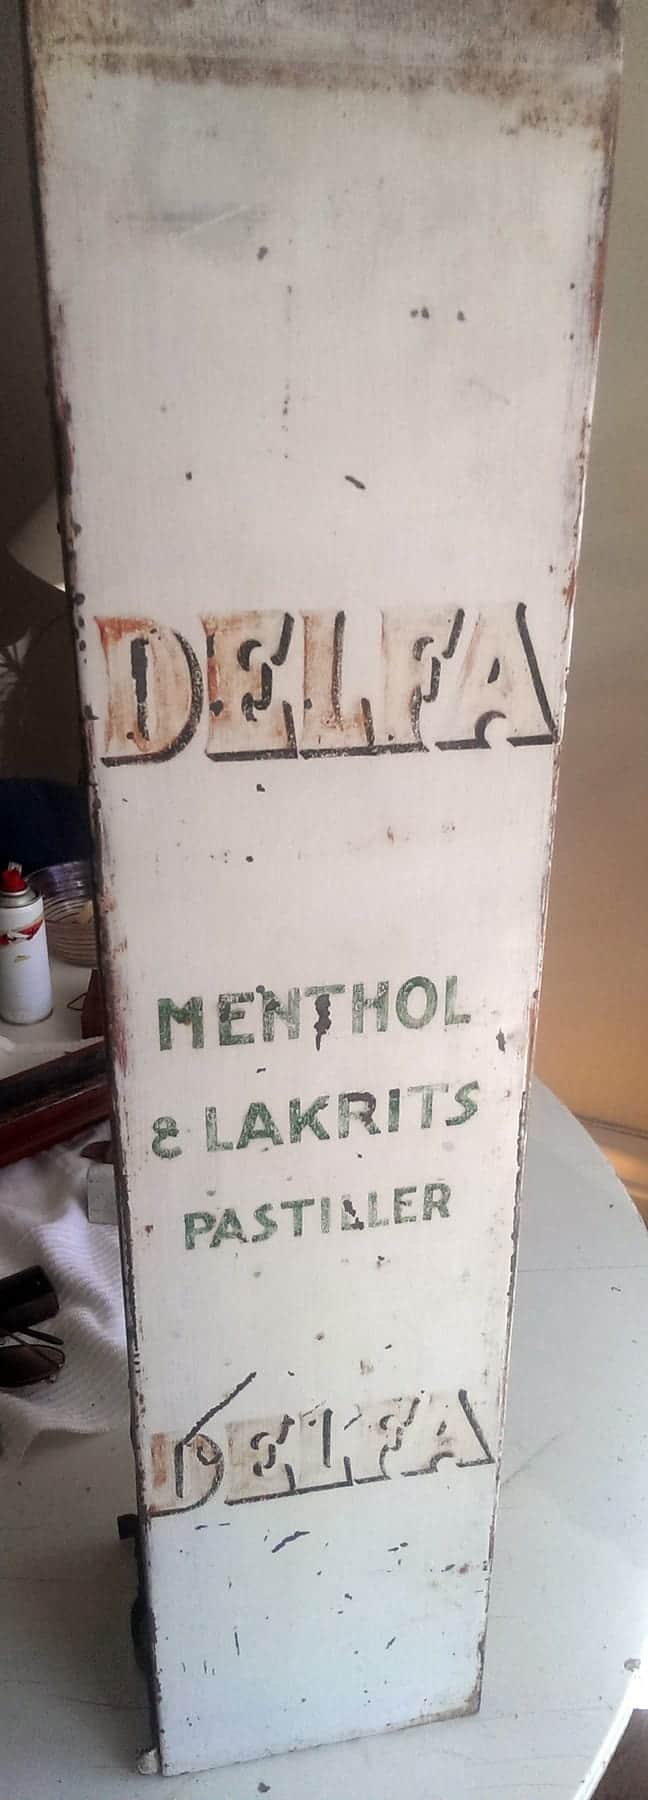 DELFA
MENTHOL
& LAKRITS
PASTILLER
DELFA